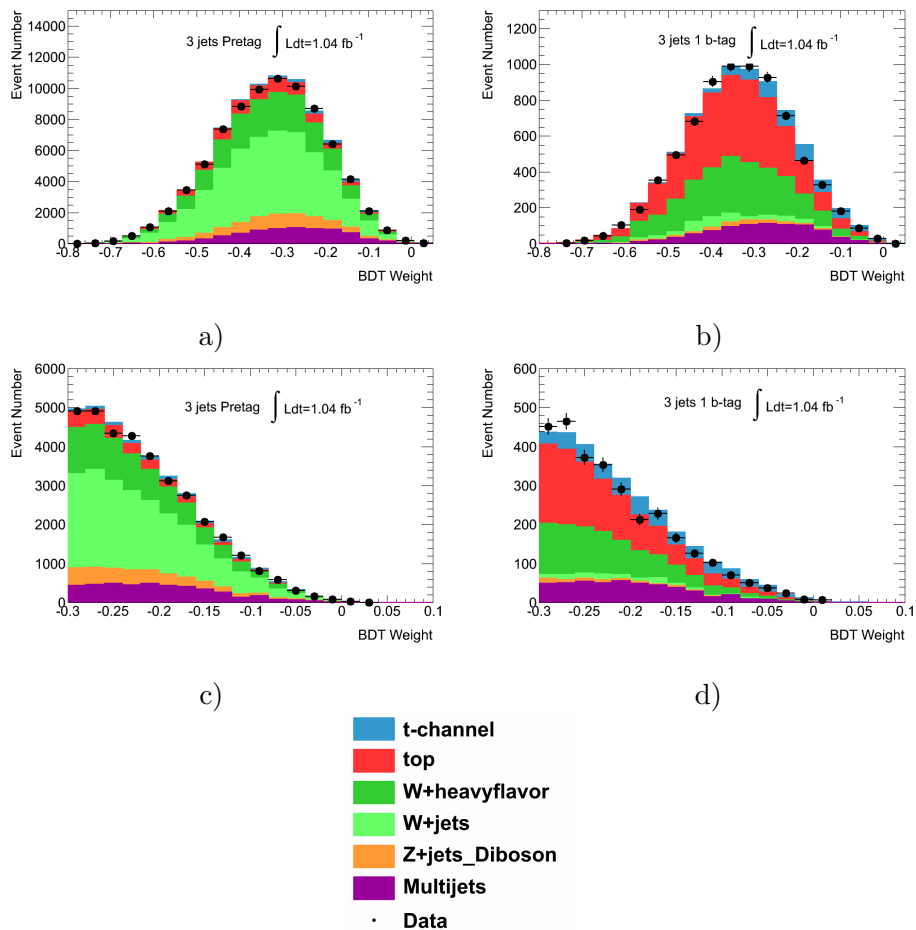 Event Number
14000
12000
10000
8000
6000
4000
2000
0
3 jets Pretag ∫ Ldt=1.04 fb⁻¹
-0.8 -0.7 -0.6 -0.5 -0.4 -0.3 -0.2 -0.1 0
BDT Weight
a)
Event Number
1200
1000
800
600
400
200
0
3 jets 1 b-tag ∫ Ldt=1.04 fb⁻¹
-0.8 -0.7 -0.6 -0.5 -0.4 -0.3 -0.2 -0.1 0 0.1
BDT Weight
b)
Event Number
6000
5000
4000
3000
2000
1000
0
3 jets Pretag ∫ Ldt=1.04 fb⁻¹
-0.3 -0.25 -0.2 -0.15 -0.1 -0.05 0 0.05 0.1
BDT Weight
c)
Event Number
600
500
400
300
200
100
0
3 jets 1 b-tag ∫ Ldt=1.04 fb⁻¹
-0.3 -0.25 -0.2 -0.15 -0.1 -0.05 0 0.05 0.1
BDT Weight
d)
t-channel
top
W+heavyflavor
W+jets
Z+jets_Diboson
Multijets
Data